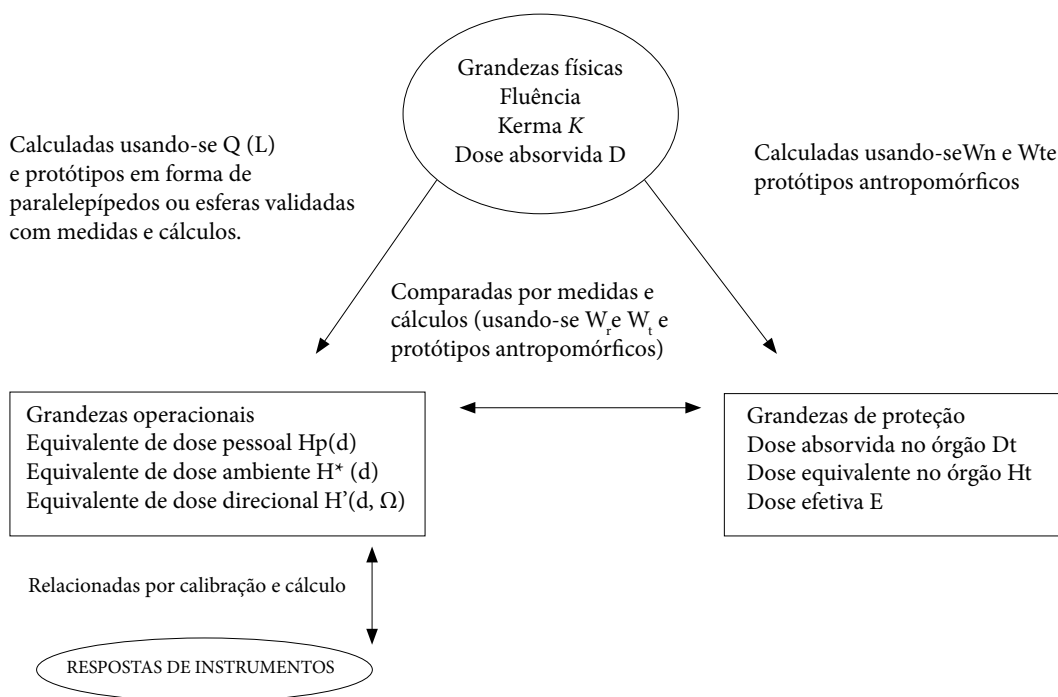 Grandezas físicas
Fluência
Kerma K
Dose absorvida D
Calculadas usando-se Q (L)
e protótipos em forma de
paralelepípedos ou esferas validadas
com medidas e cálculos.
Calculadas usando-seWn e Wte
protótipos antropomórficos
Comparadas por medidas e
cálculos (usando-se W_r e W_t e
protótipos antropomórficos)
Grandezas operacionais
Equivalente de dose pessoal Hp(d)
Equivalente de dose ambiente H* (d)
Equivalente de dose direcional H’(d, Ω)
Grandezas de proteção
Dose absorvida no órgão Dt
Dose equivalente no órgão Ht
Dose efetiva E
Relacionadas por calibração e cálculo
RESPOSTAS DE INSTRUMENTOS